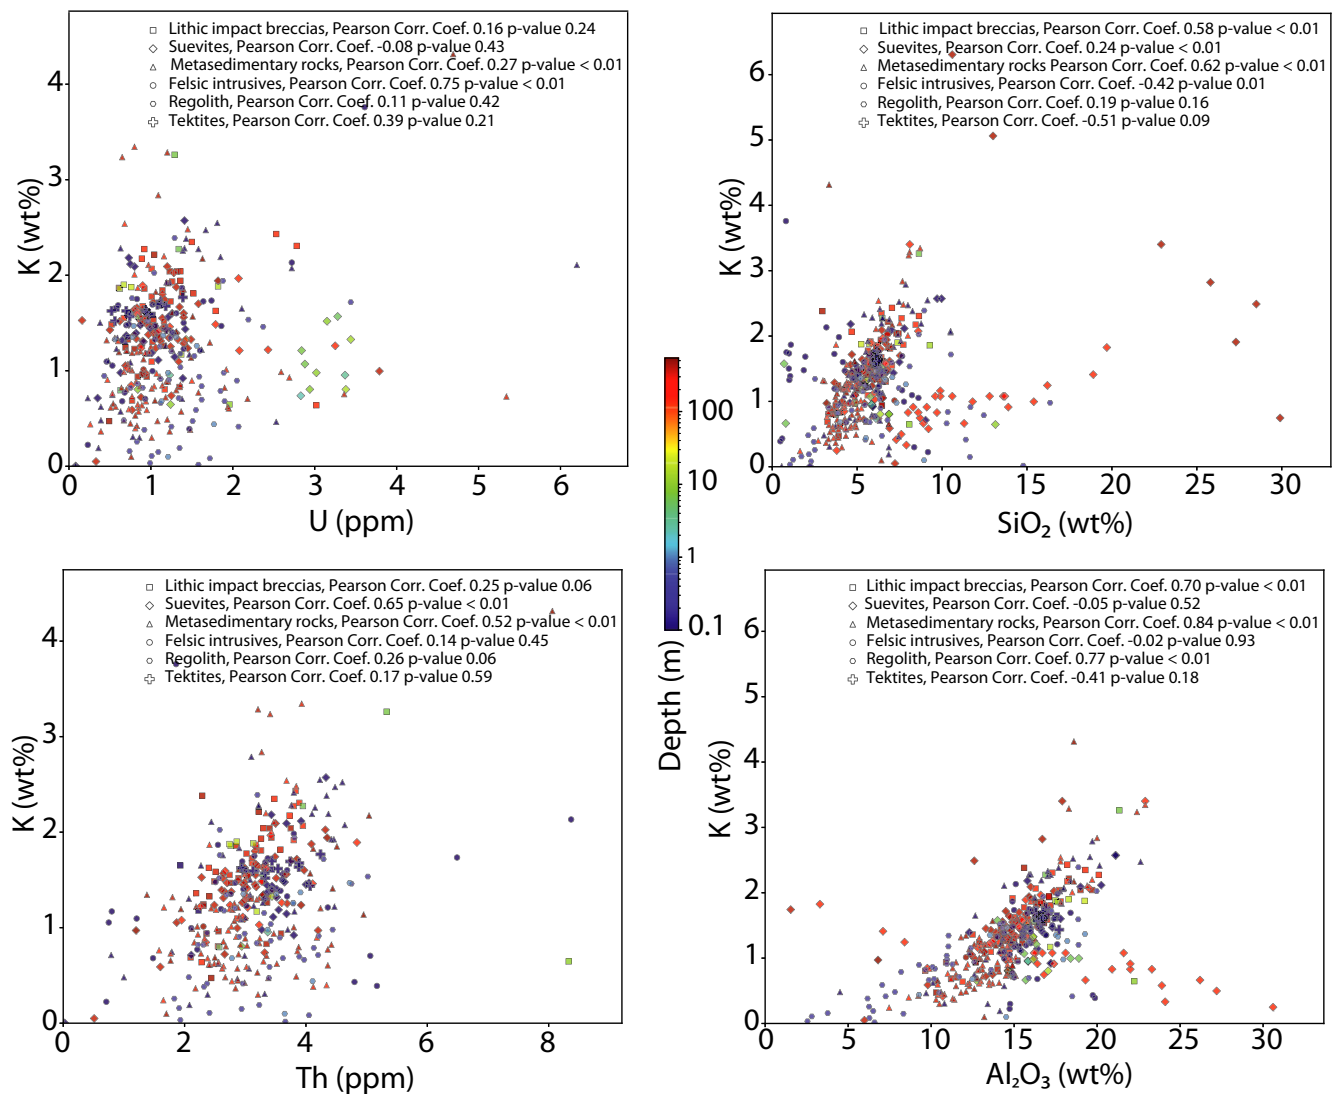 Lithic impact breccias, Pearson Corr. Coef. 0.16 p-value 0.24
Suevites, Pearson Corr. Coef. -0.08 p-value 0.43
Metasedimentary rocks, Pearson Corr. Coef. 0.27 p-value < 0.01
Felsic intrusives, Pearson Corr. Coef. 0.75 p-value < 0.01
Regolith, Pearson Corr. Coef. 0.11 p-value 0.42
Tektites, Pearson Corr. Coef. 0.39 p-value 0.21
4
3
2
1
0
K (wt%)
0 1 2 3 4 5 6
U (ppm)
Lithic impact breccias, Pearson Corr. Coef. 0.58 p-value < 0.01
Suevites, Pearson Corr. Coef. 0.24 p-value < 0.01
Metasedimentary rocks Pearson Corr. Coef. 0.62 p-value < 0.01
Felsic intrusives, Pearson Corr. Coef. -0.42 p-value 0.01
Regolith, Pearson Corr. Coef. 0.19 p-value 0.16
Tektites, Pearson Corr. Coef. -0.51 p-value 0.09
6
5
4
3
2
1
0
K (wt%)
0 5 10 15 20 25 30
SiO₂ (wt%)
100
10
1
0.1
Depth (m)
Lithic impact breccias, Pearson Corr. Coef. 0.25 p-value 0.06
Suevites, Pearson Corr. Coef. 0.65 p-value < 0.01
Metasedimentary rocks, Pearson Corr. Coef. 0.52 p-value < 0.01
Felsic intrusives, Pearson Corr. Coef. 0.14 p-value 0.45
Regolith, Pearson Corr. Coef. 0.26 p-value 0.06
Tektites, Pearson Corr. Coef. 0.17 p-value 0.59
4
3
2
1
0
K (wt%)
0 2 4 6 8
Th (ppm)
Lithic impact breccias, Pearson Corr. Coef. 0.70 p-value < 0.01
Suevites, Pearson Corr. Coef. -0.05 p-value 0.52
Metasedimentary rocks, Pearson Corr. Coef. 0.84 p-value < 0.01
Felsic intrusives, Pearson Corr. Coef. -0.02 p-value 0.93
Regolith, Pearson Corr. Coef. 0.77 p-value < 0.01
Tektites, Pearson Corr. Coef. -0.41 p-value 0.18
6
5
4
3
2
1
0
K (wt%)
0 5 10 15 20 25 30
Al₂O₃ (wt%)